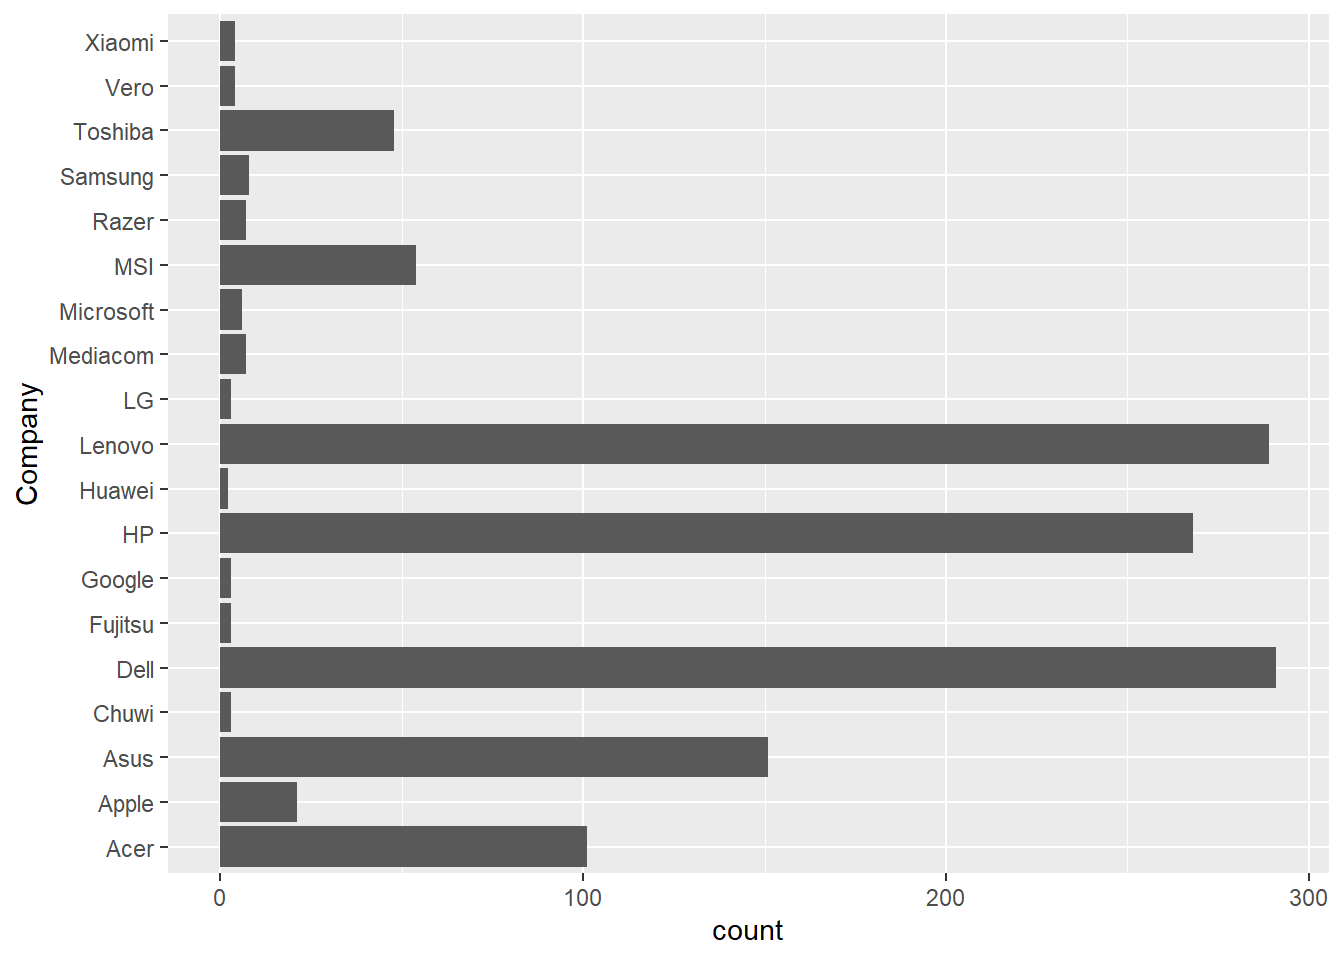 Xiaomi
Vero
Toshiba
Samsung
Razer
MSI
Microsoft
Mediacom
LG
Lenovo
Huawei
HP
Google
Fujitsu
Dell
Chuwi
Asus
Apple
Acer
Company
0 100 200 300
count